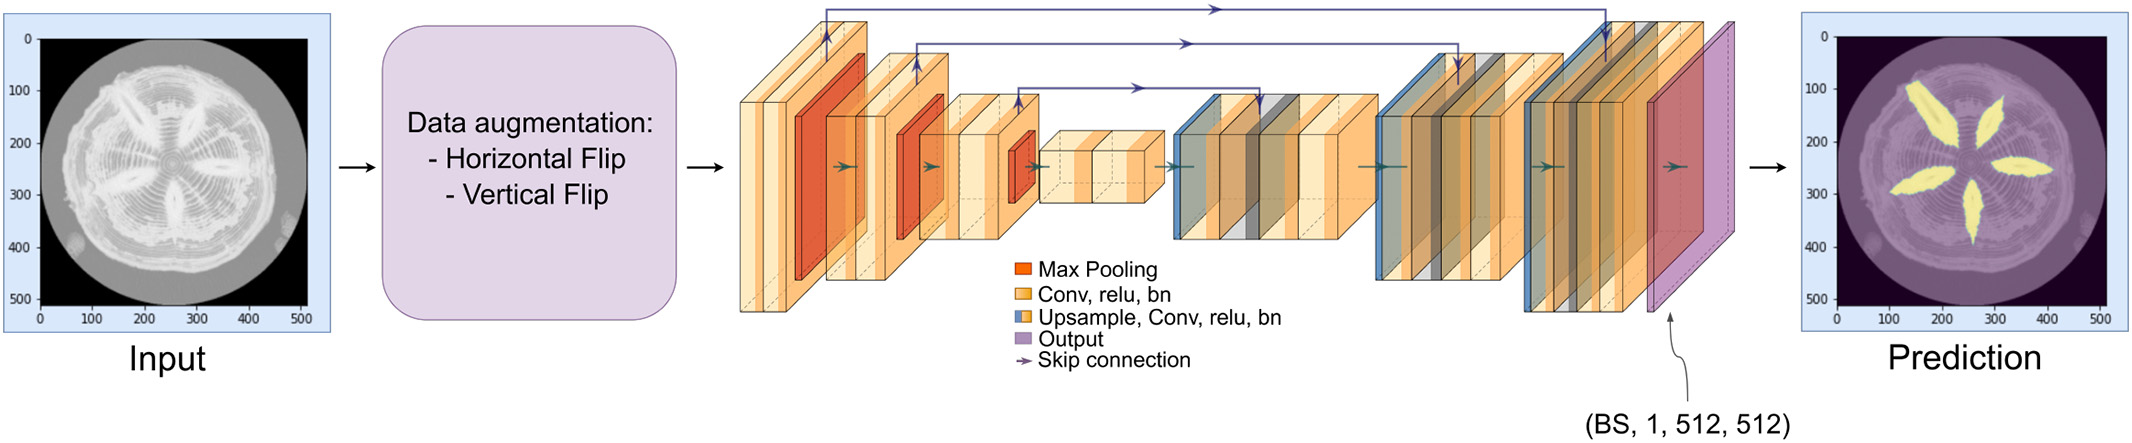 0
100
200
300
400
500
0 100 200 300 400 500
Input
Data augmentation:
- Horizontal Flip
- Vertical Flip
Max Pooling
Conv, relu, bn
Upsample, Conv, relu, bn
Output
Skip connection
(BS, 1, 512, 512)
0
100
200
300
400
500
0 100 200 300 400 500
Prediction